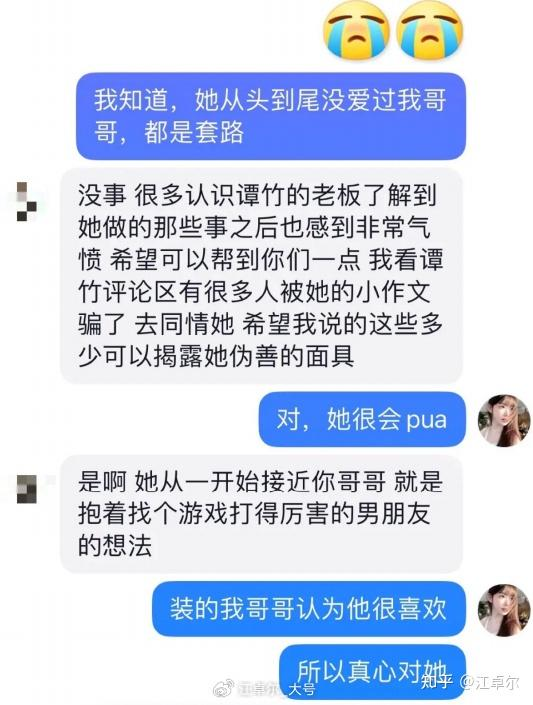 我知道，她从头到尾没爱过我哥
哥，都是套路
没事 很多认识谭竹的老板了解到
她做的那些事之后也感到非常气
愤 希望可以帮到你们一点 我看谭
竹评论区有很多人被她的小作文
骗了 去同情她 希望我说的这些多
少可以揭露她伪善的面具
对，她很会pua
是啊 她从一开始接近你哥哥 就是
抱着找个游戏打得厉害的男朋友
的想法
装的我哥哥认为他很喜欢
所以真心对她
江卓尔_大号
知乎 @江卓尔